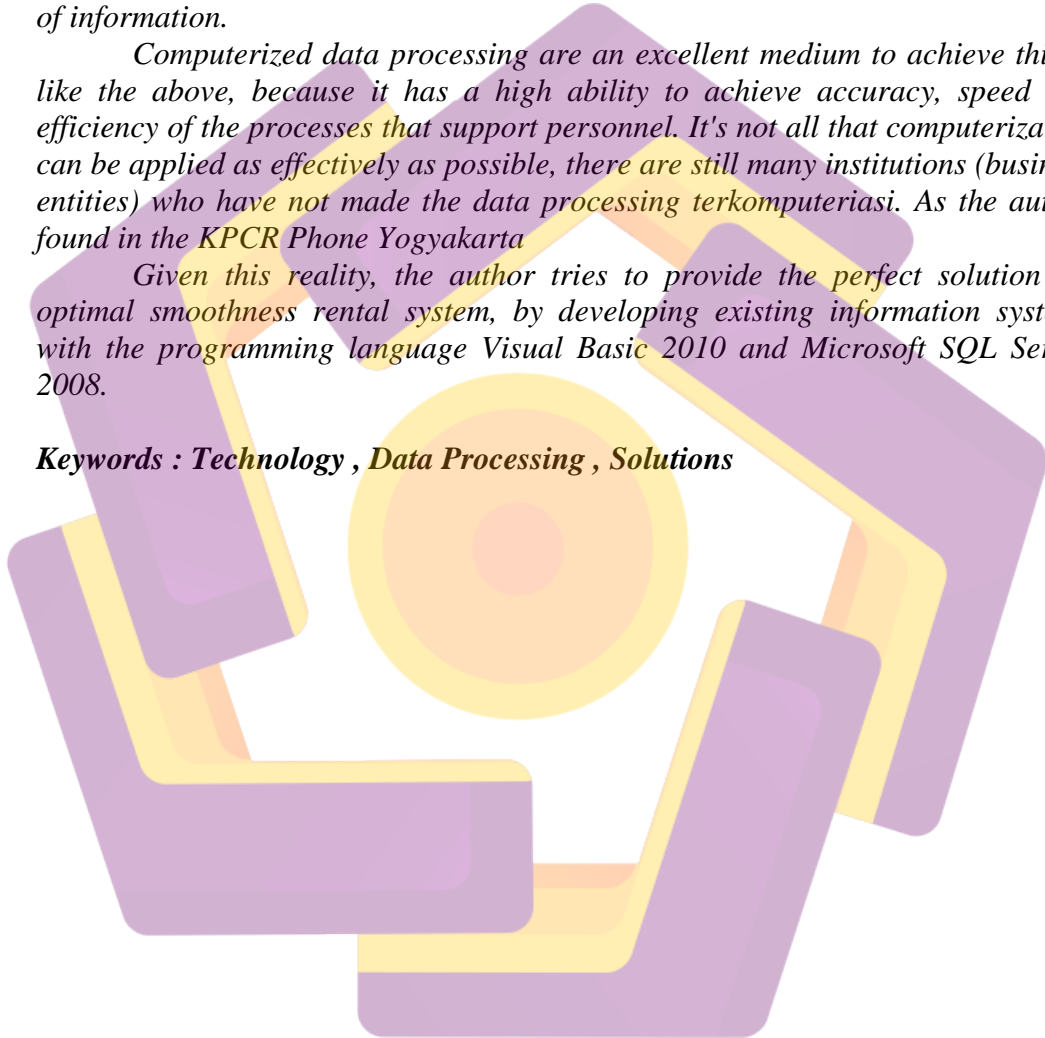 of information.
Computerized data processing are an excellent medium to achieve thi
like the above, because it has a high ability to achieve accuracy, speed
efficiency of the processes that support personnel. It's not all that computeriza
can be applied as effectively as possible, there are still many institutions (busin
entities) who have not made the data processing terkomputeriasi. As the au
found in the KPCR Phone Yogyakarta
Given this reality, the author tries to provide the perfect solution
optimal smoothness rental system, by developing existing information syst
with the programming language Visual Basic 2010 and Microsoft SQL Ser
2008.
Keywords : Technology , Data Processing , Solutions